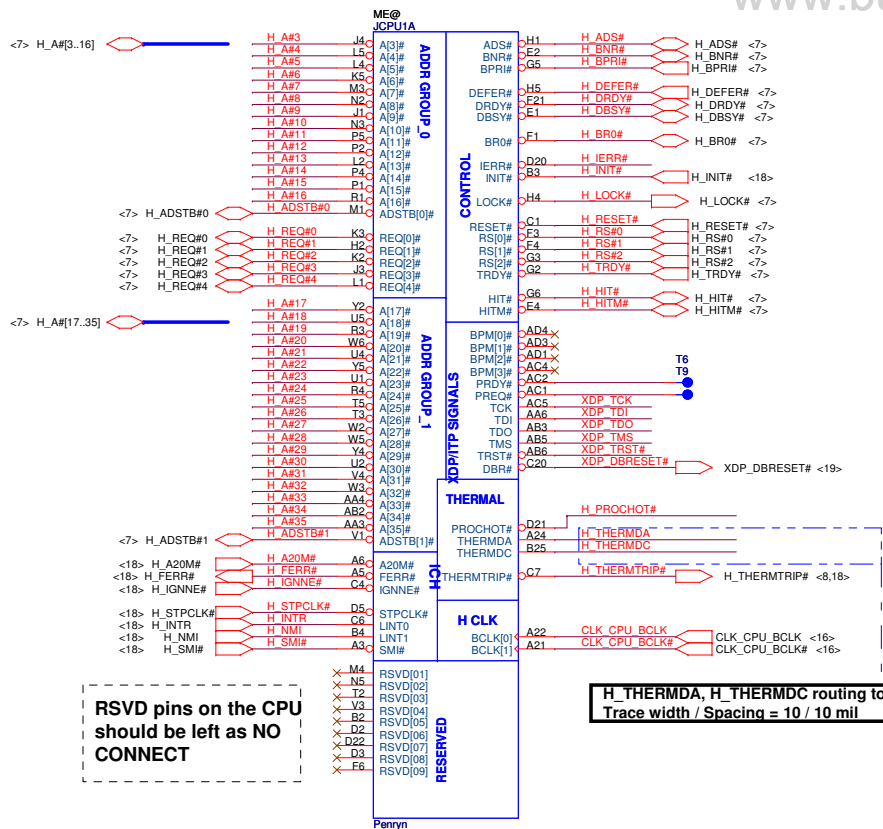 www.bu
ME@
JCPU1A
<7> H_A#[3..16]
H_A#3 J4 A[3]#
H_A#4 L5 A[4]#
H_A#5 L4 A[5]#
H_A#6 K5 A[6]#
H_A#7 M3 A[7]#
H_A#8 N2 A[8]#
H_A#9 J1 A[9]#
H_A#10 N3 A[10]#
H_A#11 P5 A[11]#
H_A#12 P2 A[12]#
H_A#13 L2 A[13]#
H_A#14 P4 A[14]#
H_A#15 P1 A[15]#
H_A#16 R1 A[16]#
<7> H_ADSTB#0 H_ADSTB#0 M1 ADSTB[0]#
<7> H_REQ#0 H_REQ#0 K3 REQ[0]#
<7> H_REQ#1 H_REQ#1 H2 REQ[1]#
<7> H_REQ#2 H_REQ#2 K2 REQ[2]#
<7> H_REQ#3 H_REQ#3 J3 REQ[3]#
<7> H_REQ#4 H_REQ#4 L1 REQ[4]#
ADDR GROUP_0
<7> H_A#[17..35]
H_A#17 Y2 A[17]#
H_A#18 U5 A[18]#
H_A#19 R3 A[19]#
H_A#20 W6 A[20]#
H_A#21 U4 A[21]#
H_A#22 Y5 A[22]#
H_A#23 U1 A[23]#
H_A#24 R4 A[24]#
H_A#25 T5 A[25]#
H_A#26 T3 A[26]#
H_A#27 W2 A[27]#
H_A#28 W5 A[28]#
H_A#29 Y4 A[29]#
H_A#30 U2 A[30]#
H_A#31 V4 A[31]#
H_A#32 W3 A[32]#
H_A#33 AA4 A[33]#
H_A#34 AB2 A[34]#
H_A#35 AA3 A[35]#
<7> H_ADSTB#1 H_ADSTB#1 V1 ADSTB[1]#
ADDR GROUP_1
<18> H_A20M# H_A20M# A6 A20M#
<18> H_FERR# H_FERR# A5 FERR#
<18> H_IGNNE# H_IGNNE# C4 IGNNE#
<18> H_STPCLK# H_STPCLK# D5 STPCLK#
<18> H_INTR H_INTR C6 LINT0
<18> H_NMI H_NMI B4 LINT1
<18> H_SMI# H_SMI# A3 SMI#
ICH
M4 RSVD[01]
N5 RSVD[02]
T2 RSVD[03]
V3 RSVD[04]
B2 RSVD[05]
D2 RSVD[06]
D22 RSVD[07]
D3 RSVD[08]
F6 RSVD[09]
RESERVED
Penryn
RSVD pins on the CPU
should be left as NO
CONNECT
CONTROL
ADS# H1 H_ADS# H_ADS# <7>
BNR# E2 H_BNR# H_BNR# <7>
BPRI# G5 H_BPRI# H_BPRI# <7>
DEFER# H5 H_DEFER# H_DEFER# <7>
DRDY# F21 H_DRDY# H_DRDY# <7>
DBSY# E1 H_DBSY# H_DBSY# <7>
BR0# F1 H_BR0# H_BR0# <7>
IERR# D20 H_IERR#
INIT# B3 H_INIT# H_INIT# <18>
LOCK# H4 H_LOCK# H_LOCK# <7>
RESET# C1 H_RESET# H_RESET# <7>
RS[0]# F3 H_RS#0 H_RS#0 <7>
RS[1]# F4 H_RS#1 H_RS#1 <7>
RS[2]# G3 H_RS#2 H_RS#2 <7>
TRDY# G2 H_TRDY# H_TRDY# <7>
HIT# G6 H_HIT# H_HIT# <7>
HITM# E4 H_HITM# H_HITM# <7>
XDP/ITP SIGNALS
BPM[0]# AD4
BPM[1]# AD3
BPM[2]# AD1
BPM[3]# AC4
PRDY# AC2 T6
PREQ# AC1 T9
TCK AC5 XDP_TCK
TDI AA6 XDP_TDI
TDO AB3 XDP_TDO
TMS AB5 XDP_TMS
TRST# AB6 XDP_TRST#
DBR# C20 XDP_DBRESET# XDP_DBRESET# <19>
THERMAL
PROCHOT# D21 H_PROCHOT#
THERMDA A24 H_THERMDA
THERMDC B25 H_THERMDC
THERMTRIP# C7 H_THERMTRIP# H_THERMTRIP# <8,18>
H CLK
BCLK[0] A22 CLK_CPU_BCLK CLK_CPU_BCLK <16>
BCLK[1] A21 CLK_CPU_BCLK# CLK_CPU_BCLK# <16>
H_THERMDA, H_THERMDC routing to
Trace width / Spacing = 10 / 10 mil